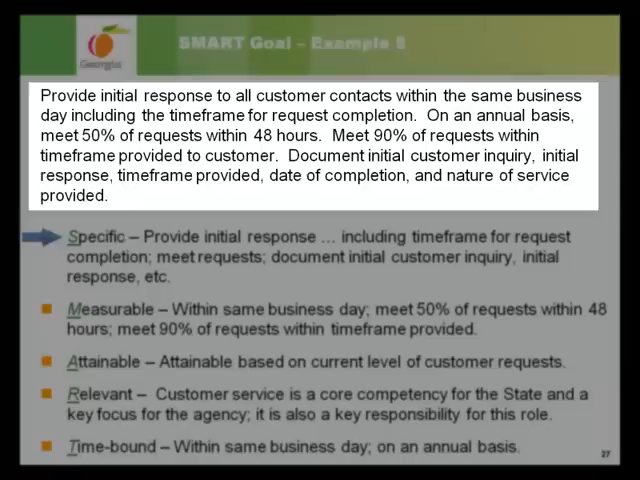 Georgia
SMART Goal – Example 8
Provide initial response to all customer contacts within the same business
day including the timeframe for request completion.  On an annual basis,
meet 50% of requests within 48 hours.  Meet 90% of requests within
timeframe provided to customer.  Document initial customer inquiry, initial
response, timeframe provided, date of completion, and nature of service
provided.
Specific – Provide initial response … including timeframe for request
completion; meet requests; document initial customer inquiry, initial
response, etc.
Measurable – Within same business day; meet 50% of requests within 48
hours; meet 90% of requests within timeframe provided.
Attainable – Attainable based on current level of customer requests.
Relevant –  Customer service is a core competency for the State and a
key focus for the agency; it is also a key responsibility for this role.
Time-bound – Within same business day; on an annual basis.
27